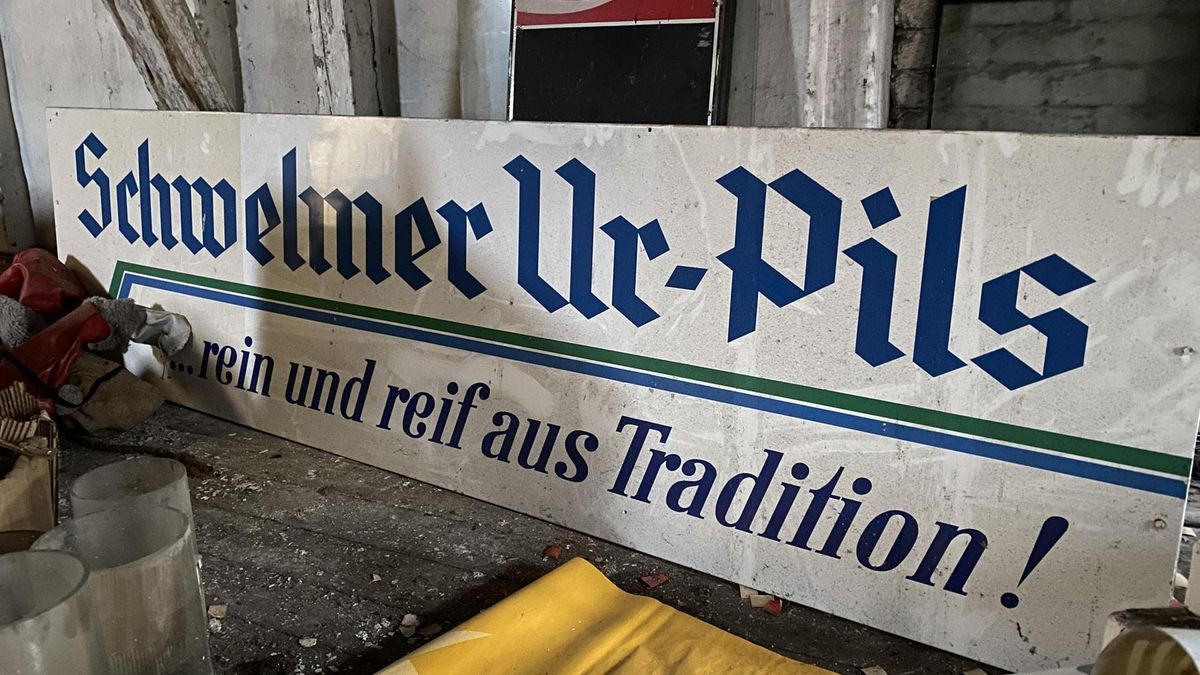 Schwelmer Ur-Pils
...rein und reif aus Tradition!